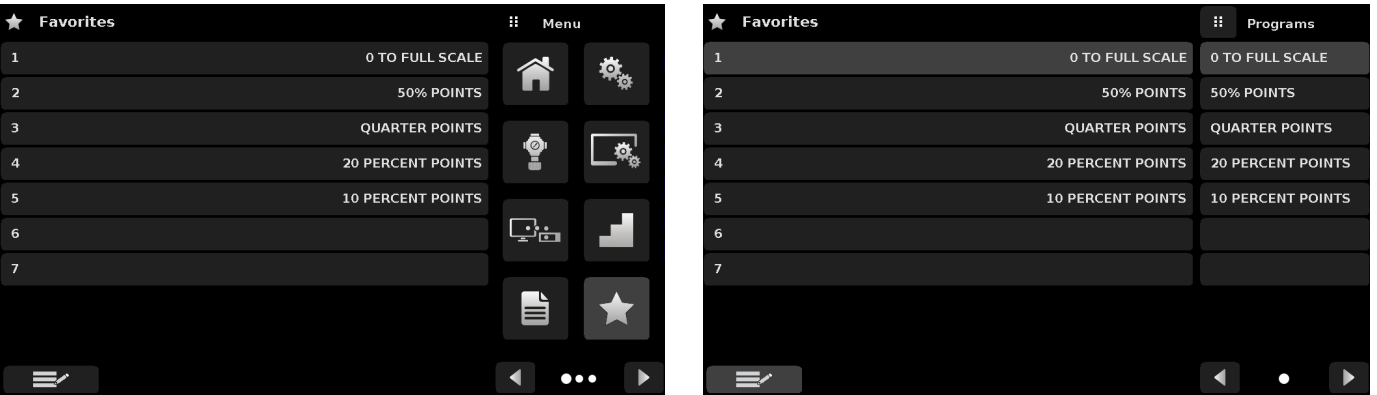 Favorites
Menu
1 0 TO FULL SCALE
2 50% POINTS
3 QUARTER POINTS
4 20 PERCENT POINTS
5 10 PERCENT POINTS
6
7
Favorites
Programs
1 0 TO FULL SCALE
0 TO FULL SCALE
2 50% POINTS
50% POINTS
3 QUARTER POINTS
QUARTER POINTS
4 20 PERCENT POINTS
20 PERCENT POINTS
5 10 PERCENT POINTS
10 PERCENT POINTS
6
7